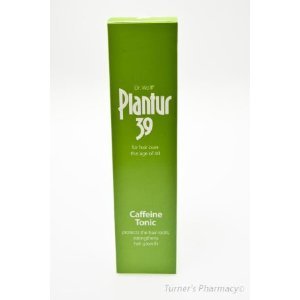 Dr. Wolff
Plantur
39
for hair over
the age of 40
Caffeine
Tonic
protects the hair roots,
strengthens
hair growth
Turner's Pharmacy©